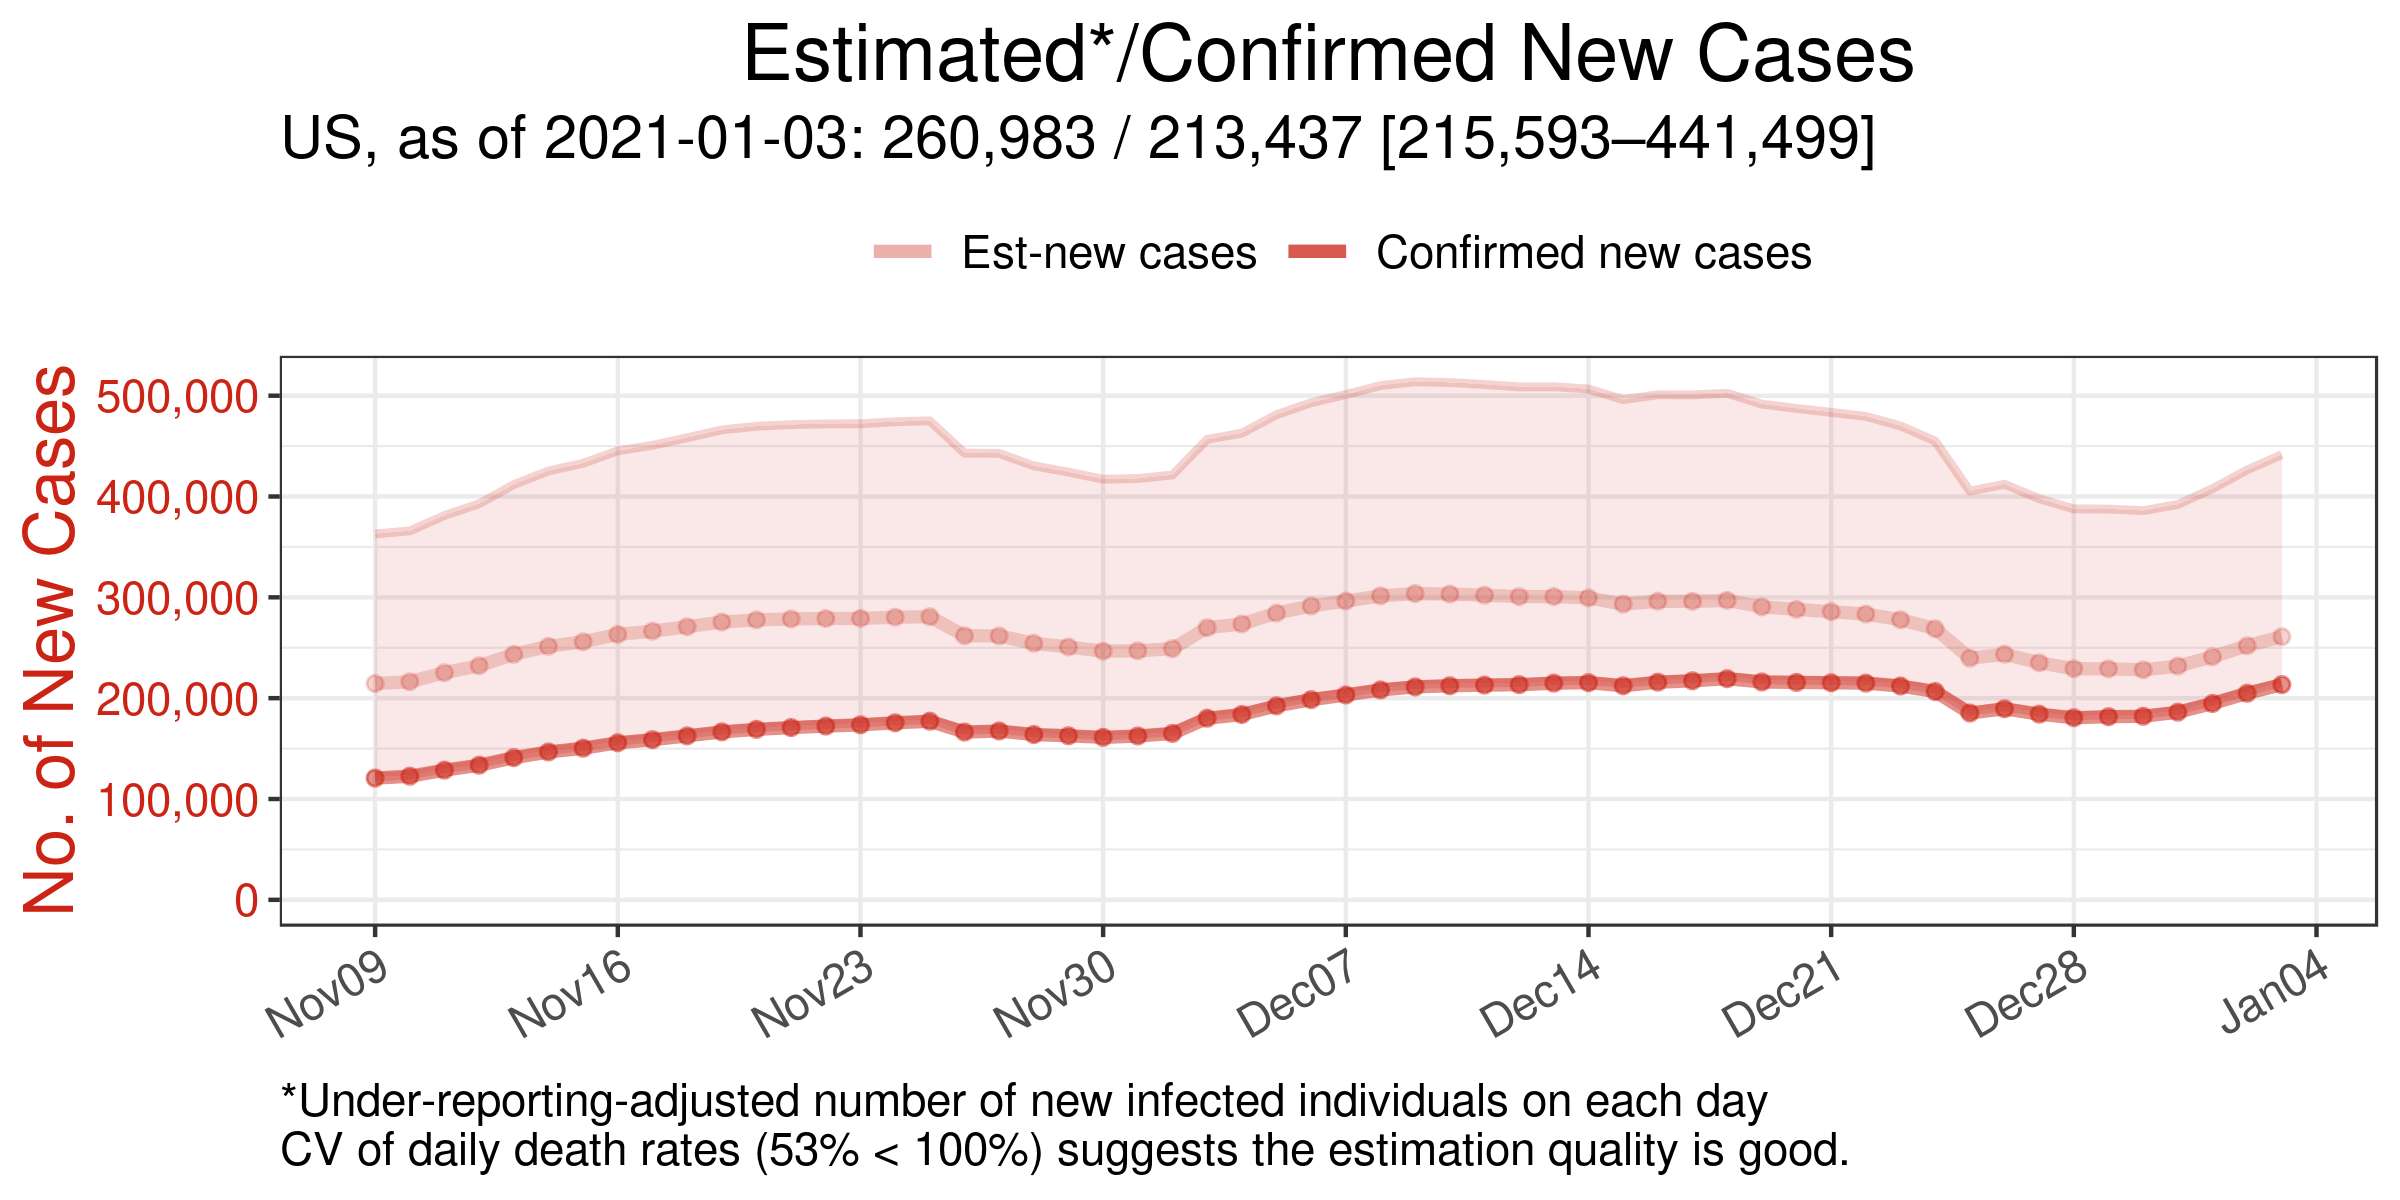 Estimated*/Confirmed New Cases
US, as of 2021-01-03: 260,983 / 213,437 [215,593–441,499]
Est-new cases
Confirmed new cases
No. of New Cases
500,000
400,000
300,000
200,000
100,000
0
Nov09
Nov16
Nov23
Nov30
Dec07
Dec14
Dec21
Dec28
Jan04
*Under-reporting-adjusted number of new infected individuals on each day
CV of daily death rates (53% < 100%) suggests the estimation quality is good.